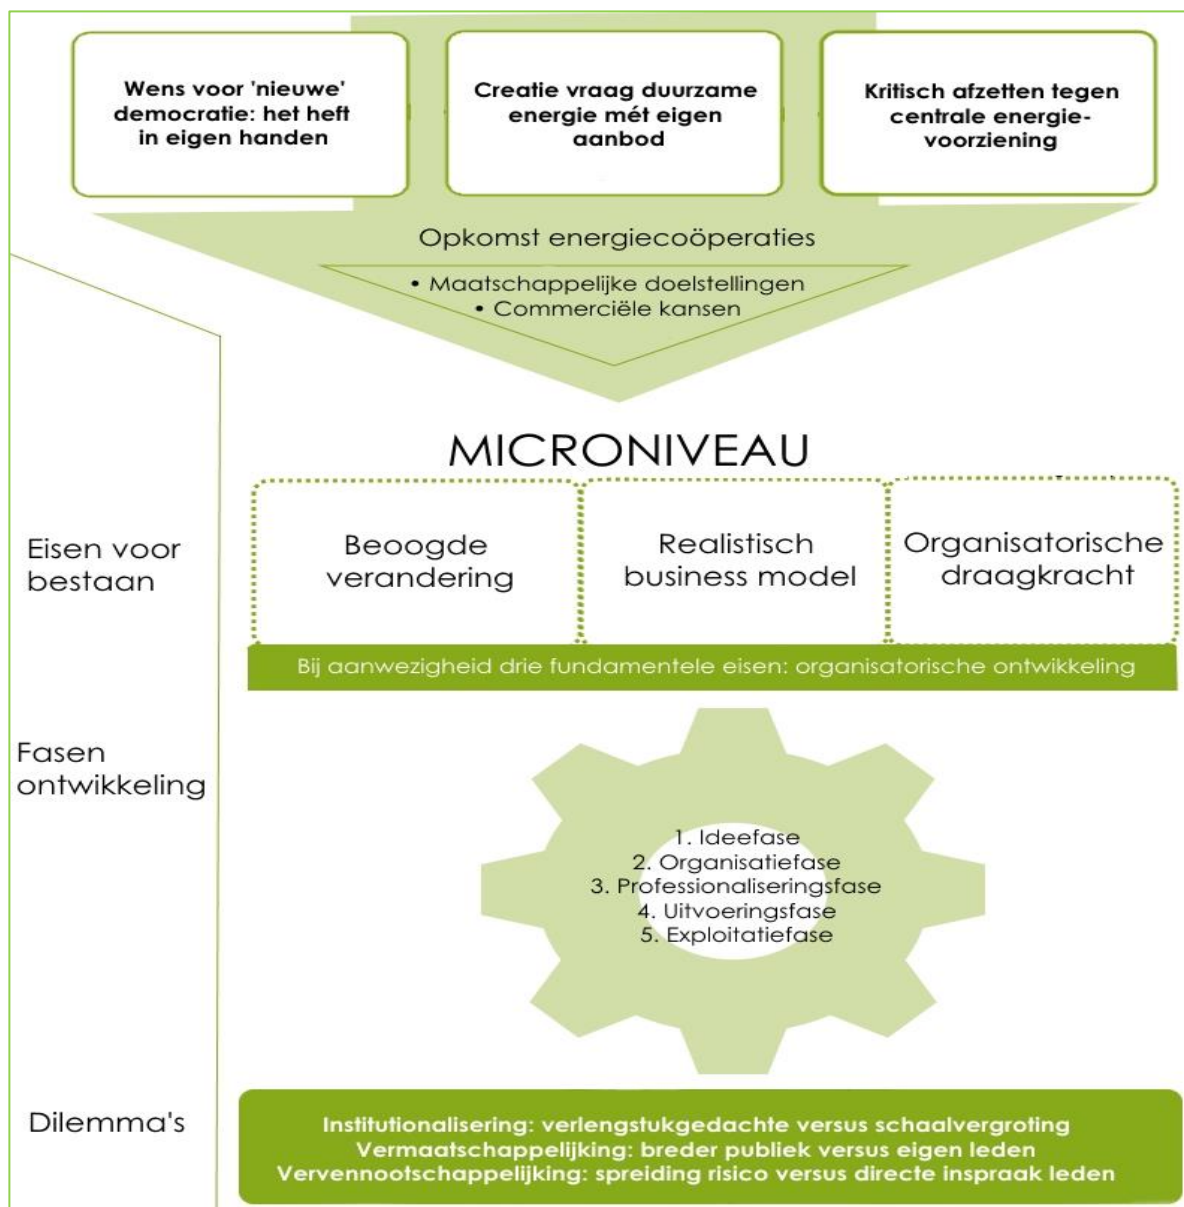 Wens voor 'nieuwe'
democratie: het heft
in eigen handen
Creatie vraag duurzame
energie mét eigen
aanbod
Kritisch afzetten tegen
centrale energie-
voorziening
Opkomst energiecoöperaties
• Maatschappelijke doelstellingen
• Commerciële kansen
MICRONIVEAU
Eisen voor
bestaan
Beoogde
verandering
Realistisch
business model
Organisatorische
draagkracht
Bij aanwezigheid drie fundamentele eisen: organisatorische ontwikkeling
Fasen
ontwikkeling
1. Ideefase
2. Organisatiefase
3. Professionaliseringsfase
4. Uitvoeringsfase
5. Exploitatiefase
Dilemma's
Institutionalisering: verlengstukgedachte versus schaalvergroting
Vermaatschappelijking: breder publiek versus eigen leden
Vervennootschappelijking: spreiding risico versus directe inspraak leden